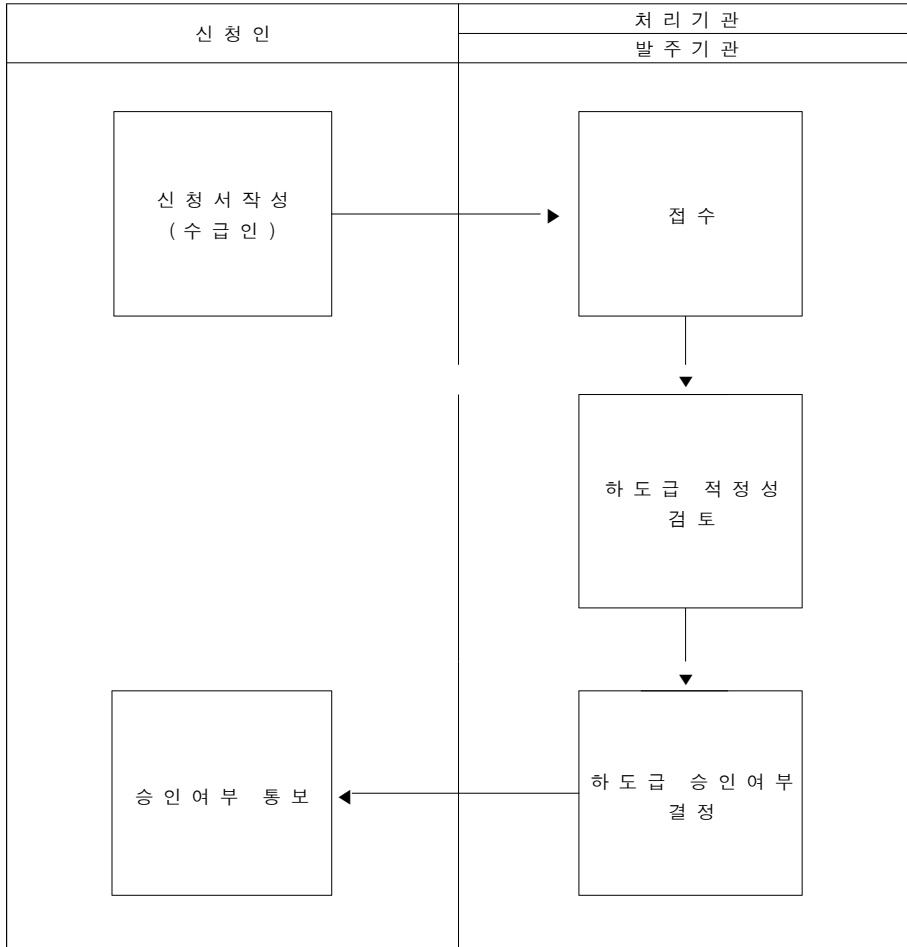 신청인
처리기관
발주기관
신청서작성
(수급인)
접수
하도급 적정성
검토
하도급 승인여부
결정
승인여부 통보